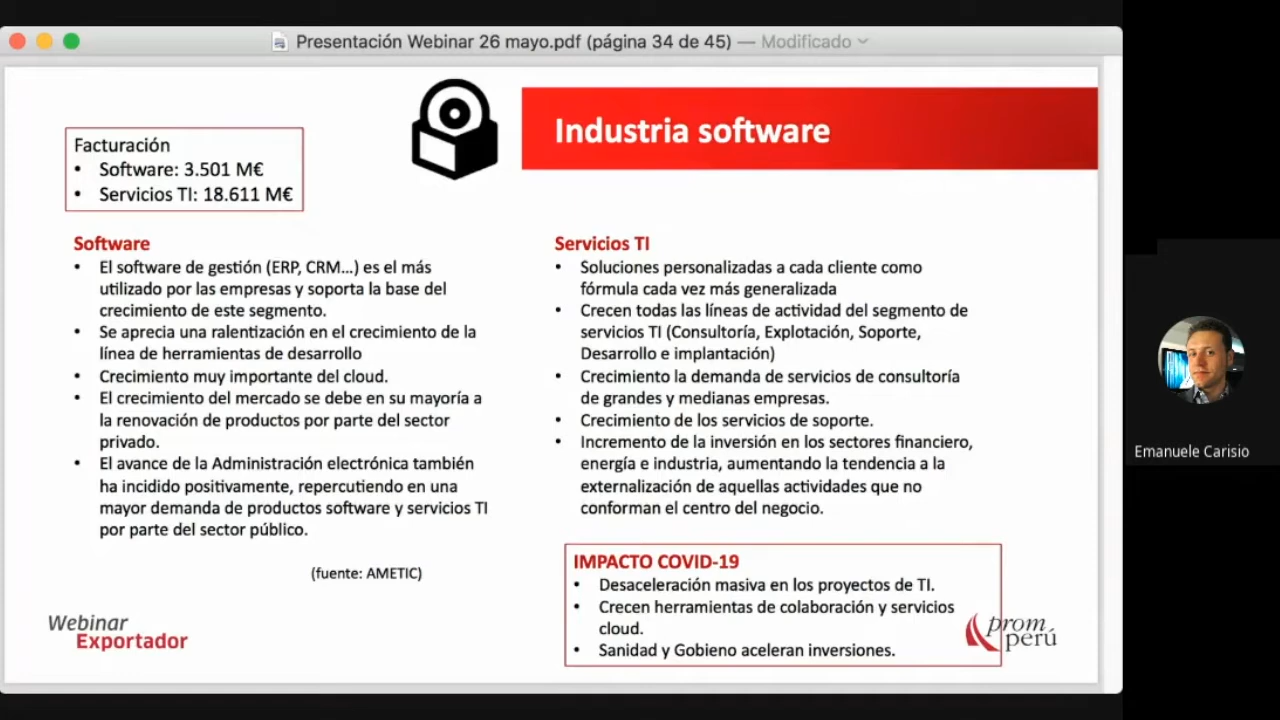 Presentación Webinar 26 mayo.pdf (página 34 de 45) — Modificado
Industria software
Facturación
• Software: 3.501 M€
• Servicios TI: 18.611 M€
Software
• El software de gestión (ERP, CRM...) es el más
utilizado por las empresas y soporta la base del
crecimiento de este segmento.
• Se aprecia una ralentización en el crecimiento de la
línea de herramientas de desarrollo
• Crecimiento muy importante del cloud.
• El crecimiento del mercado se debe en su mayoría a
la renovación de productos por parte del sector
privado.
• El avance de la Administración electrónica también
ha incidido positivamente, repercutiendo en una
mayor demanda de productos software y servicios TI
por parte del sector público.
(fuente: AMETIC)
Servicios TI
• Soluciones personalizadas a cada cliente como
fórmula cada vez más generalizada
• Crecen todas las líneas de actividad del segmento de
servicios TI (Consultoría, Explotación, Soporte,
Desarrollo e implantación)
• Crecimiento la demanda de servicios de consultoría
de grandes y medianas empresas.
• Crecimiento de los servicios de soporte.
• Incremento de la inversión en los sectores financiero,
energía e industria, aumentando la tendencia a la
externalización de aquellas actividades que no
conforman el centro del negocio.
IMPACTO COVID-19
• Desaceleración masiva en los proyectos de TI.
• Crecen herramientas de colaboración y servicios
cloud.
• Sanidad y Gobieno aceleran inversiones.
Webinar
Exportador
prom
perú
Emanuele Carisio